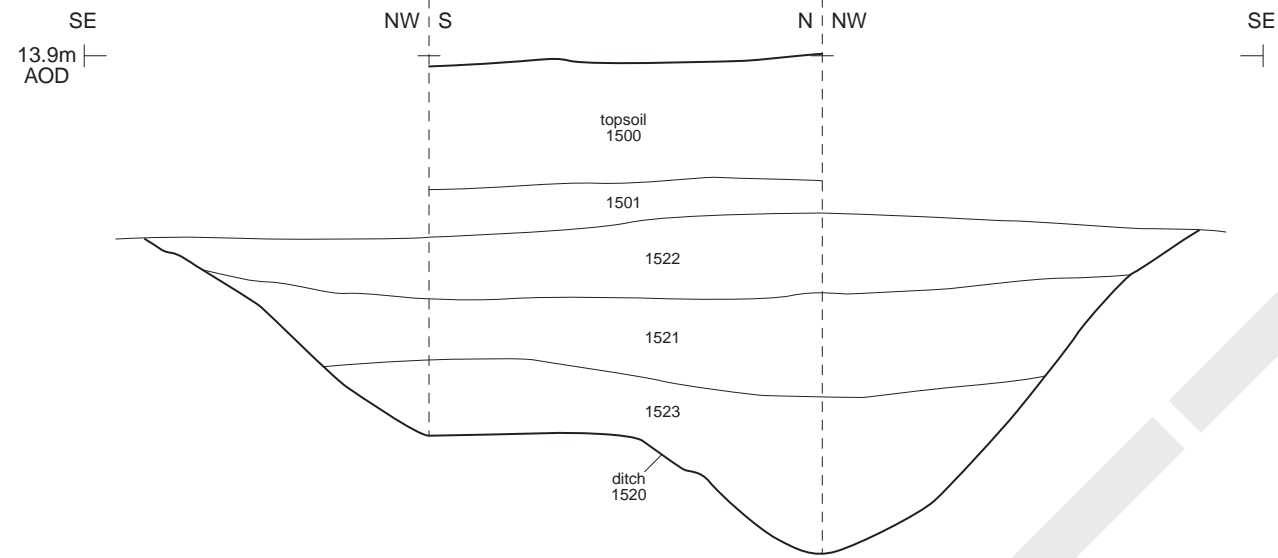 SE NW S N NW SE
13.9m
AOD
topsoil
1500
1501
1522
1521
1523
ditch
1520